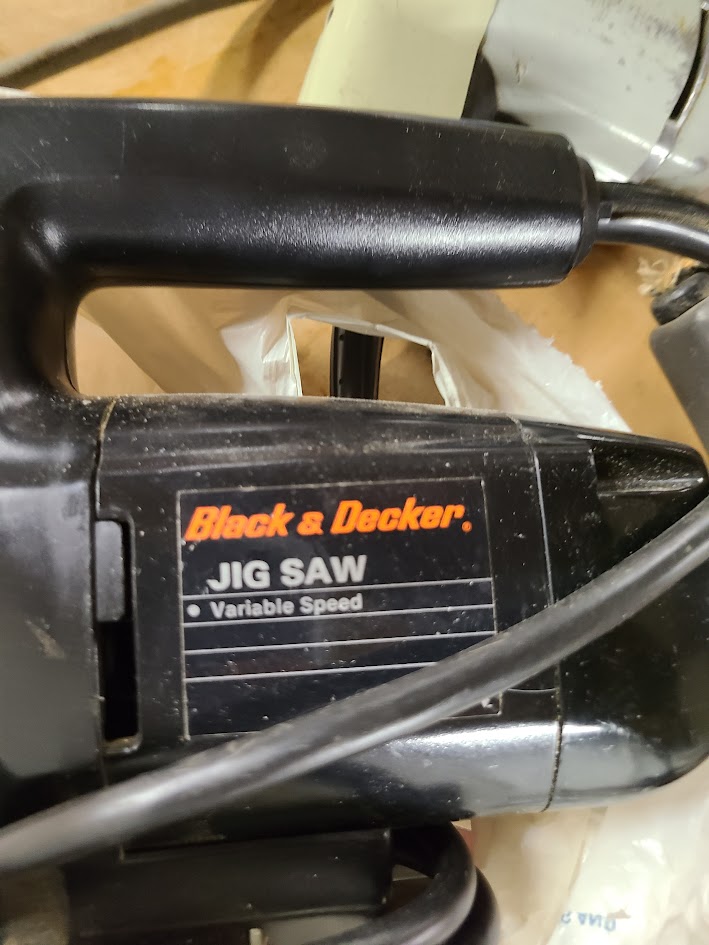 Black & Decker®
JIG SAW
• Variable Speed